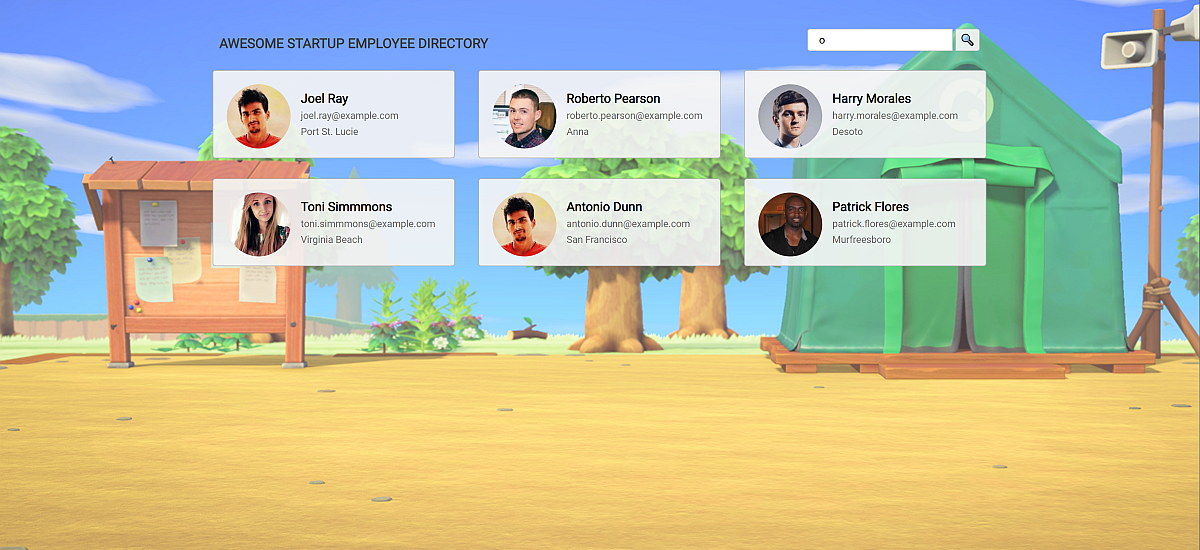 AWESOME STARTUP EMPLOYEE DIRECTORY
o
Joel Ray
joel.ray@example.com
Port St. Lucie
Roberto Pearson
roberto.pearson@example.com
Anna
Harry Morales
harry.morales@example.com
Desoto
Toni Simmmons
toni.simmmons@example.com
Virginia Beach
Antonio Dunn
antonio.dunn@example.com
San Francisco
Patrick Flores
patrick.flores@example.com
Murfreesboro